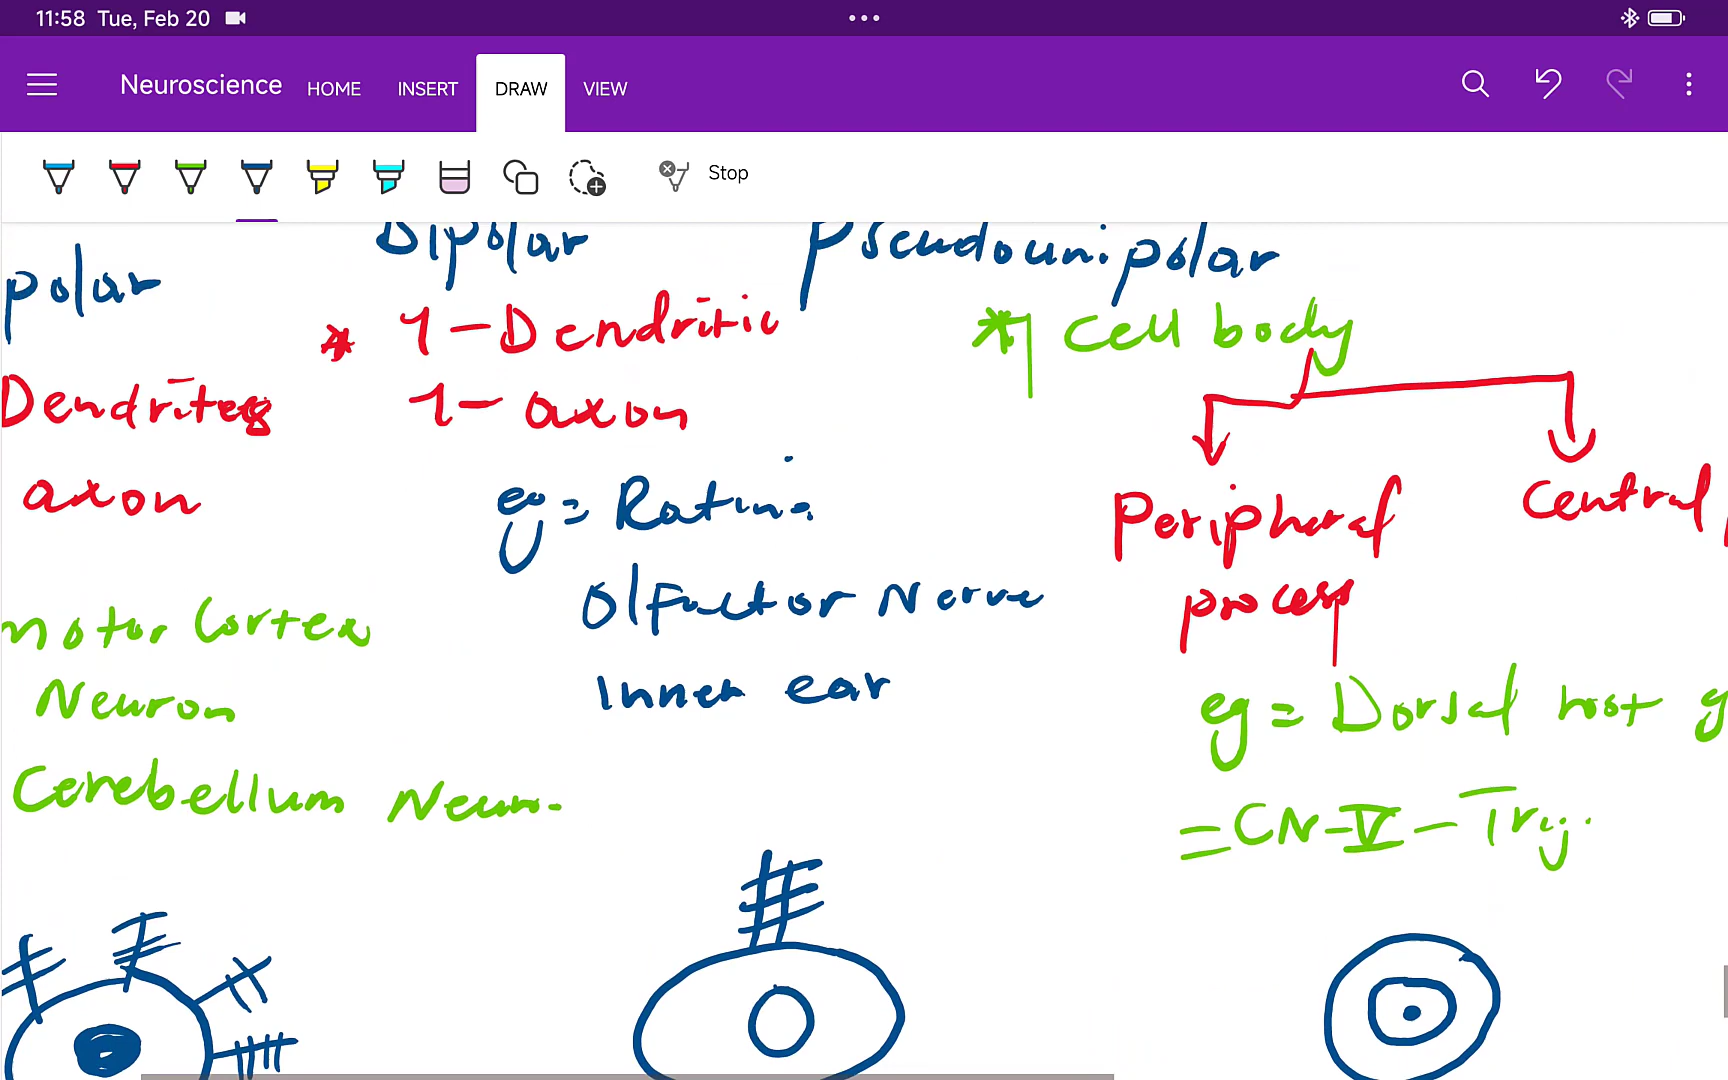 11:58 Tue, Feb 20
Neuroscience HOME INSERT DRAW VIEW
Stop
polar
Dendrites
axon
motor Cortex
Neuron
Cerebellum Neuro-
Bipolar
* 1-Dendritic
1- axon
eg = Ratina
Olfactor Nerve
Inner ear
Pseudounipolar
* Cell body
Peripheral
process
Central
eg = Dorsal root g
= CN-V- Trig.